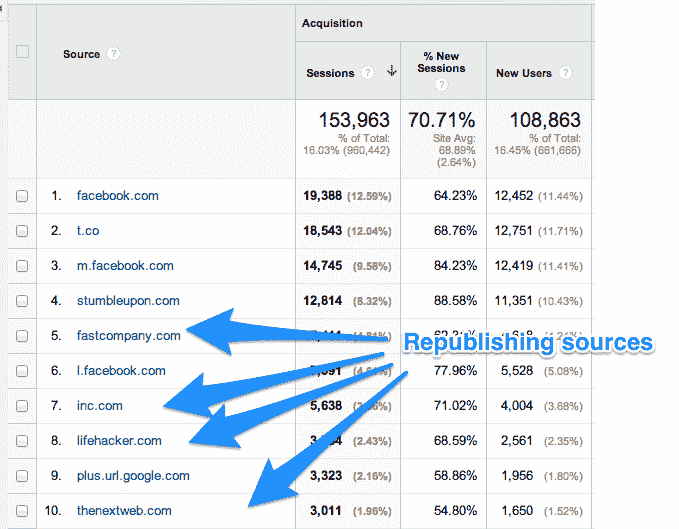 Acquisition
Source ?
Sessions ?
% New Sessions ?
New Users ?
153,963
% of Total: 16.03% (960,442)
70.71%
Site Avg: 68.89% (2.64%)
108,863
% of Total: 16.45% (661,666)
1. facebook.com 19,388 (12.59%) 64.23% 12,452 (11.44%)
2. t.co 18,543 (12.04%) 68.76% 12,751 (11.71%)
3. m.facebook.com 14,745 (9.58%) 84.23% 12,419 (11.41%)
4. stumbleupon.com 12,814 (8.32%) 88.58% 11,351 (10.43%)
5. fastcompany.com
Republishing sources
6. l.facebook.com 77.96% 5,528 (5.08%)
7. inc.com 5,638 71.02% 4,004 (3.68%)
8. lifehacker.com (2.43%) 68.59% 2,561 (2.35%)
9. plus.url.google.com 3,323 (2.16%) 58.86% 1,956 (1.80%)
10. thenextweb.com 3,011 (1.96%) 54.80% 1,650 (1.52%)